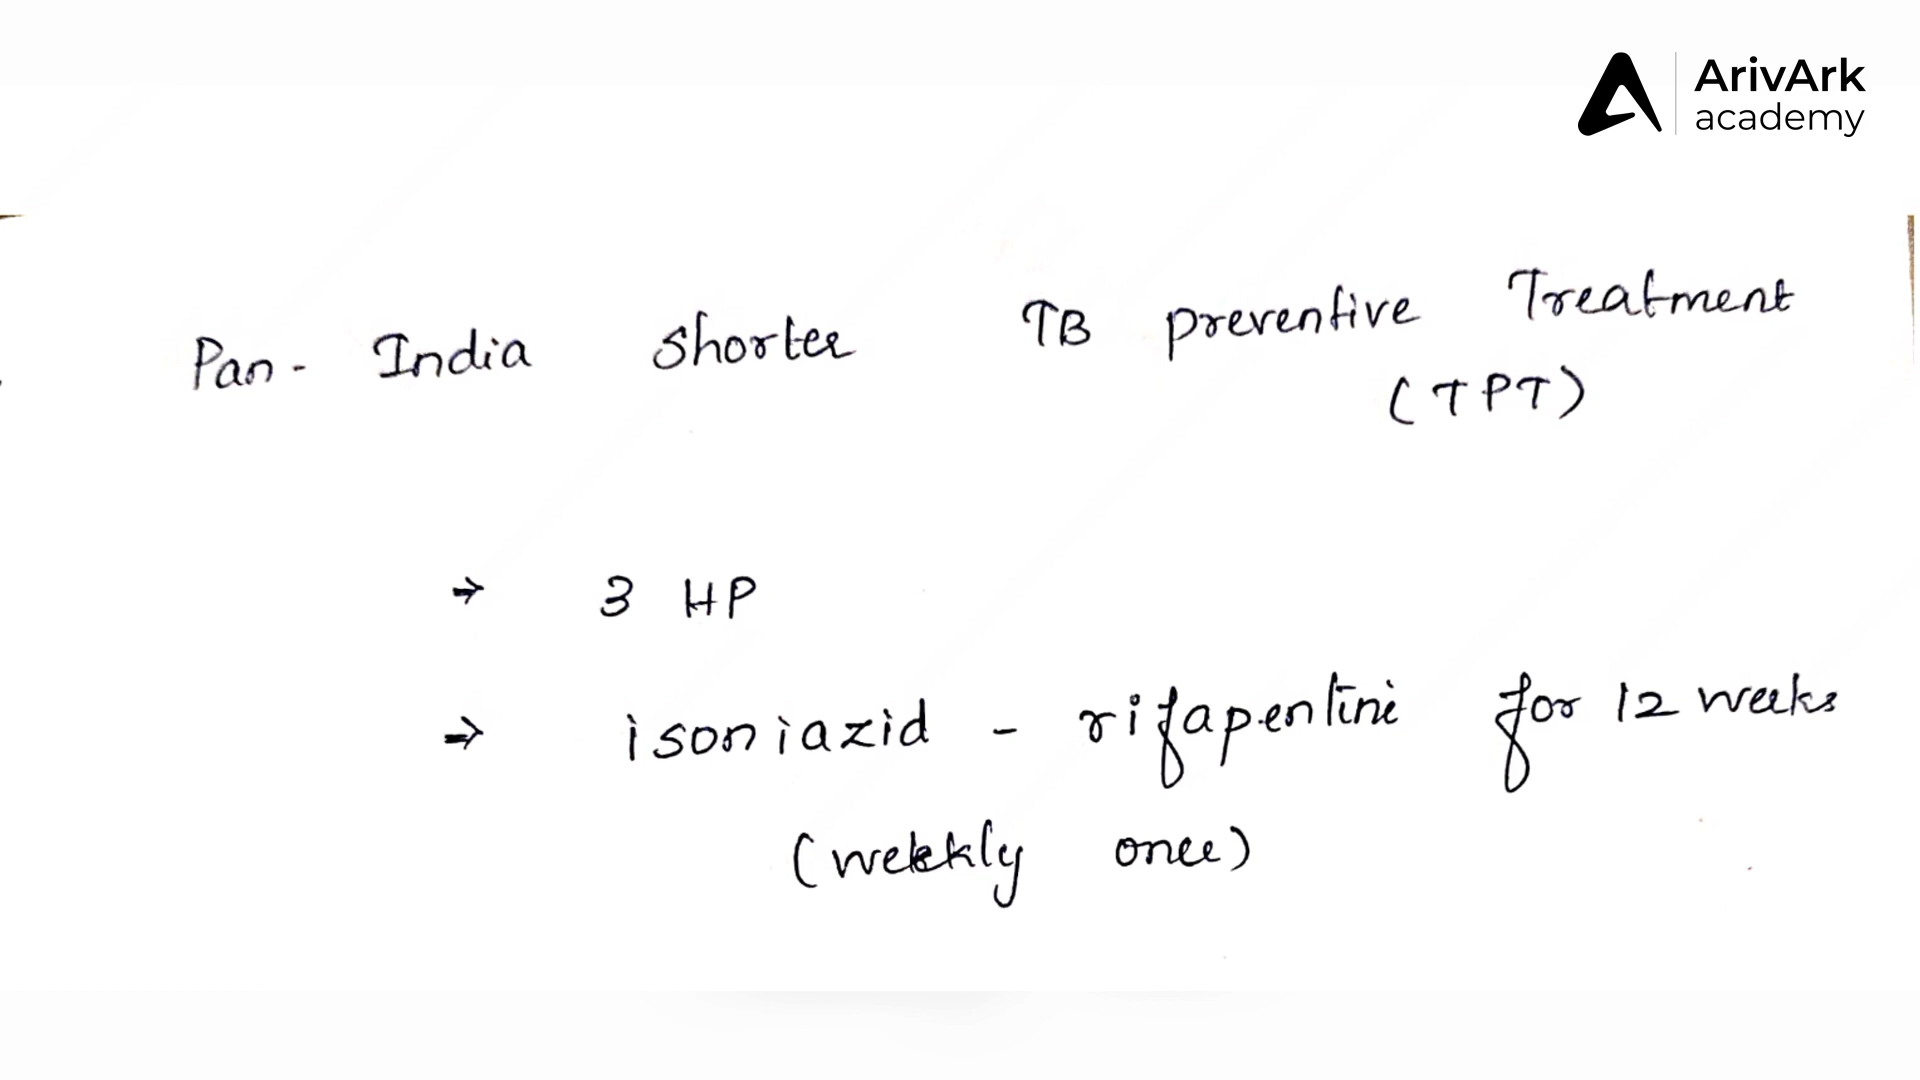 ArivArk
academy
Pan - India shorter TB preventive Treatment
(TPT)
→ 3 HP
→ isoniazid - rifapentine for 12 weeks
(weekly once)